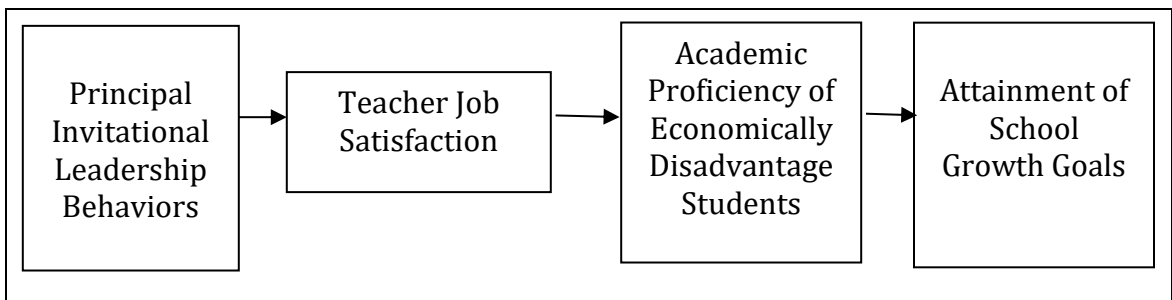 Principal
Invitational
Leadership
Behaviors
Teacher Job
Satisfaction
Academic
Proficiency of
Economically
Disadvantage
Students
Attainment of
School
Growth Goals